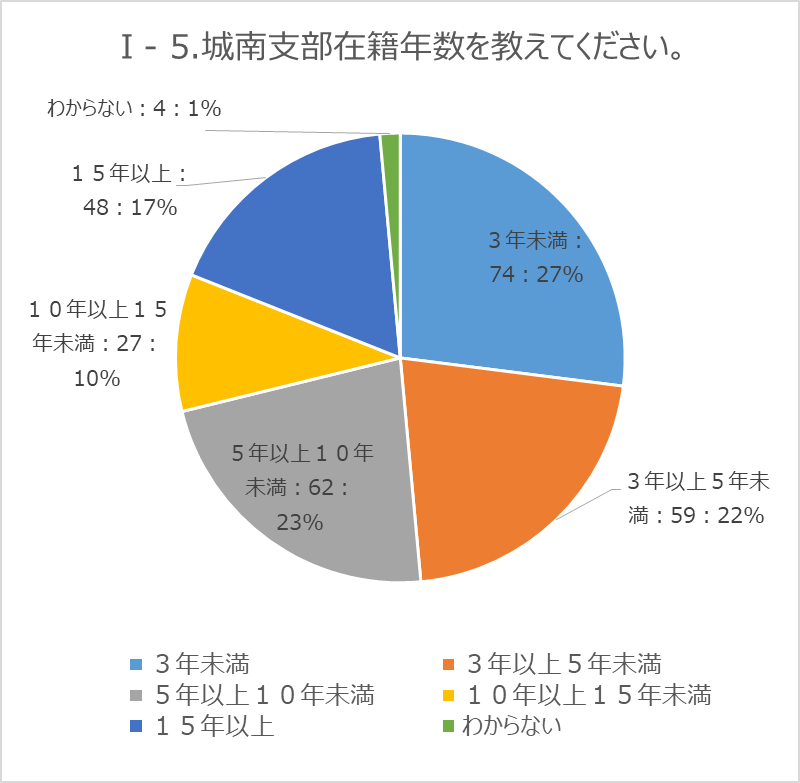 Ⅰ - 5.城南支部在籍年数を教えてください。
わからない：4：1%
１５年以上：
48：17%
３年未満：
74：27%
１０年以上１５
年未満：27：
10%
５年以上１０年
未満：62：
23%
３年以上５年未
満：59：22%
３年未満
３年以上５年未満
５年以上１０年未満
１０年以上１５年未満
１５年以上
わからない